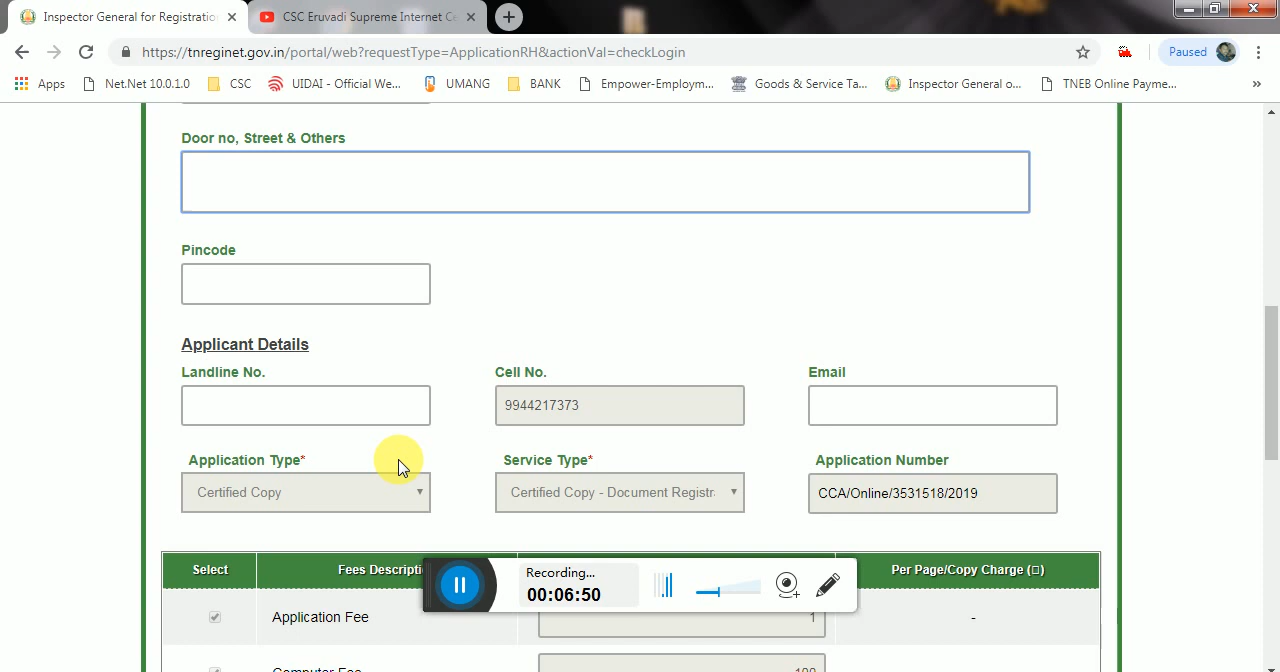 Inspector General for Registratio
CSC Eruvadi Supreme Internet Ce
https://tnreginet.gov.in/portal/web?requestType=ApplicationRH&actionVal=checkLogin
Paused
Apps
Net.Net 10.0.1.0
CSC
UIDAI - Official We...
UMANG
BANK
Empower-Employm...
Goods & Service Ta...
Inspector General o...
TNEB Online Payme...
»
Door no, Street & Others
Pincode
Applicant Details
Landline No.
Cell No.
Email
9944217373
Application Type*
Service Type*
Application Number
Certified Copy
Certified Copy - Document Registr
CCA/Online/3531518/2019
Select
Fees Descripti
Per Page/Copy Charge (▯)
Recording...
00:06:50
Application Fee
1
-
Computer Fee
100